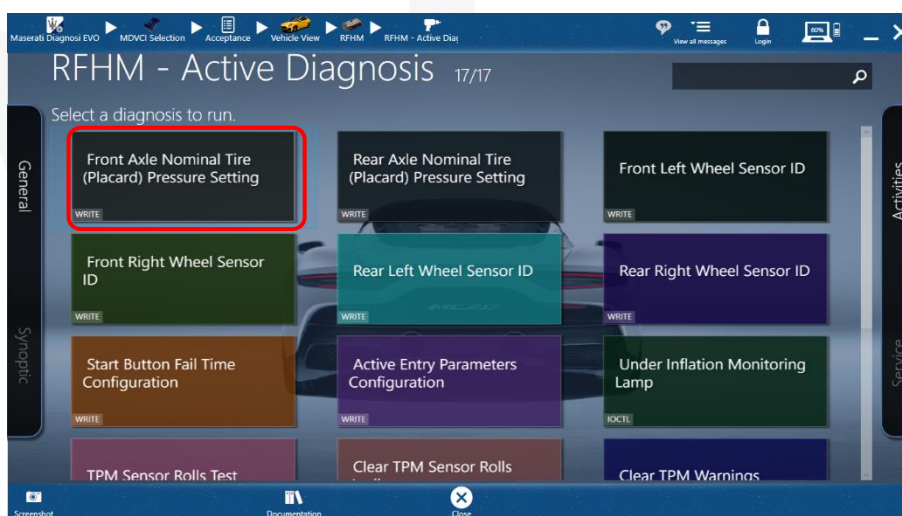 Maserati Diagnosi EVO
MDVCI Selection
Acceptance
Vehicle View
RFHM
RFHM - Active Diag
View all messages
Login
60%
RFHM - Active Diagnosis 17/17
Select a diagnosis to run.
General
Synoptic
Activities
Service
Front Axle Nominal Tire
(Placard) Pressure Setting
WRITE
Rear Axle Nominal Tire
(Placard) Pressure Setting
WRITE
Front Left Wheel Sensor ID
WRITE
Front Right Wheel Sensor
ID
WRITE
Rear Left Wheel Sensor ID
WRITE
Rear Right Wheel Sensor ID
WRITE
MC20
Start Button Fail Time
Configuration
WRITE
Active Entry Parameters
Configuration
WRITE
Under Inflation Monitoring
Lamp
IOCTL
TPM Sensor Rolls Test
Clear TPM Sensor Rolls
Clear TPM Warnings
Screenshot
Documentation
Close